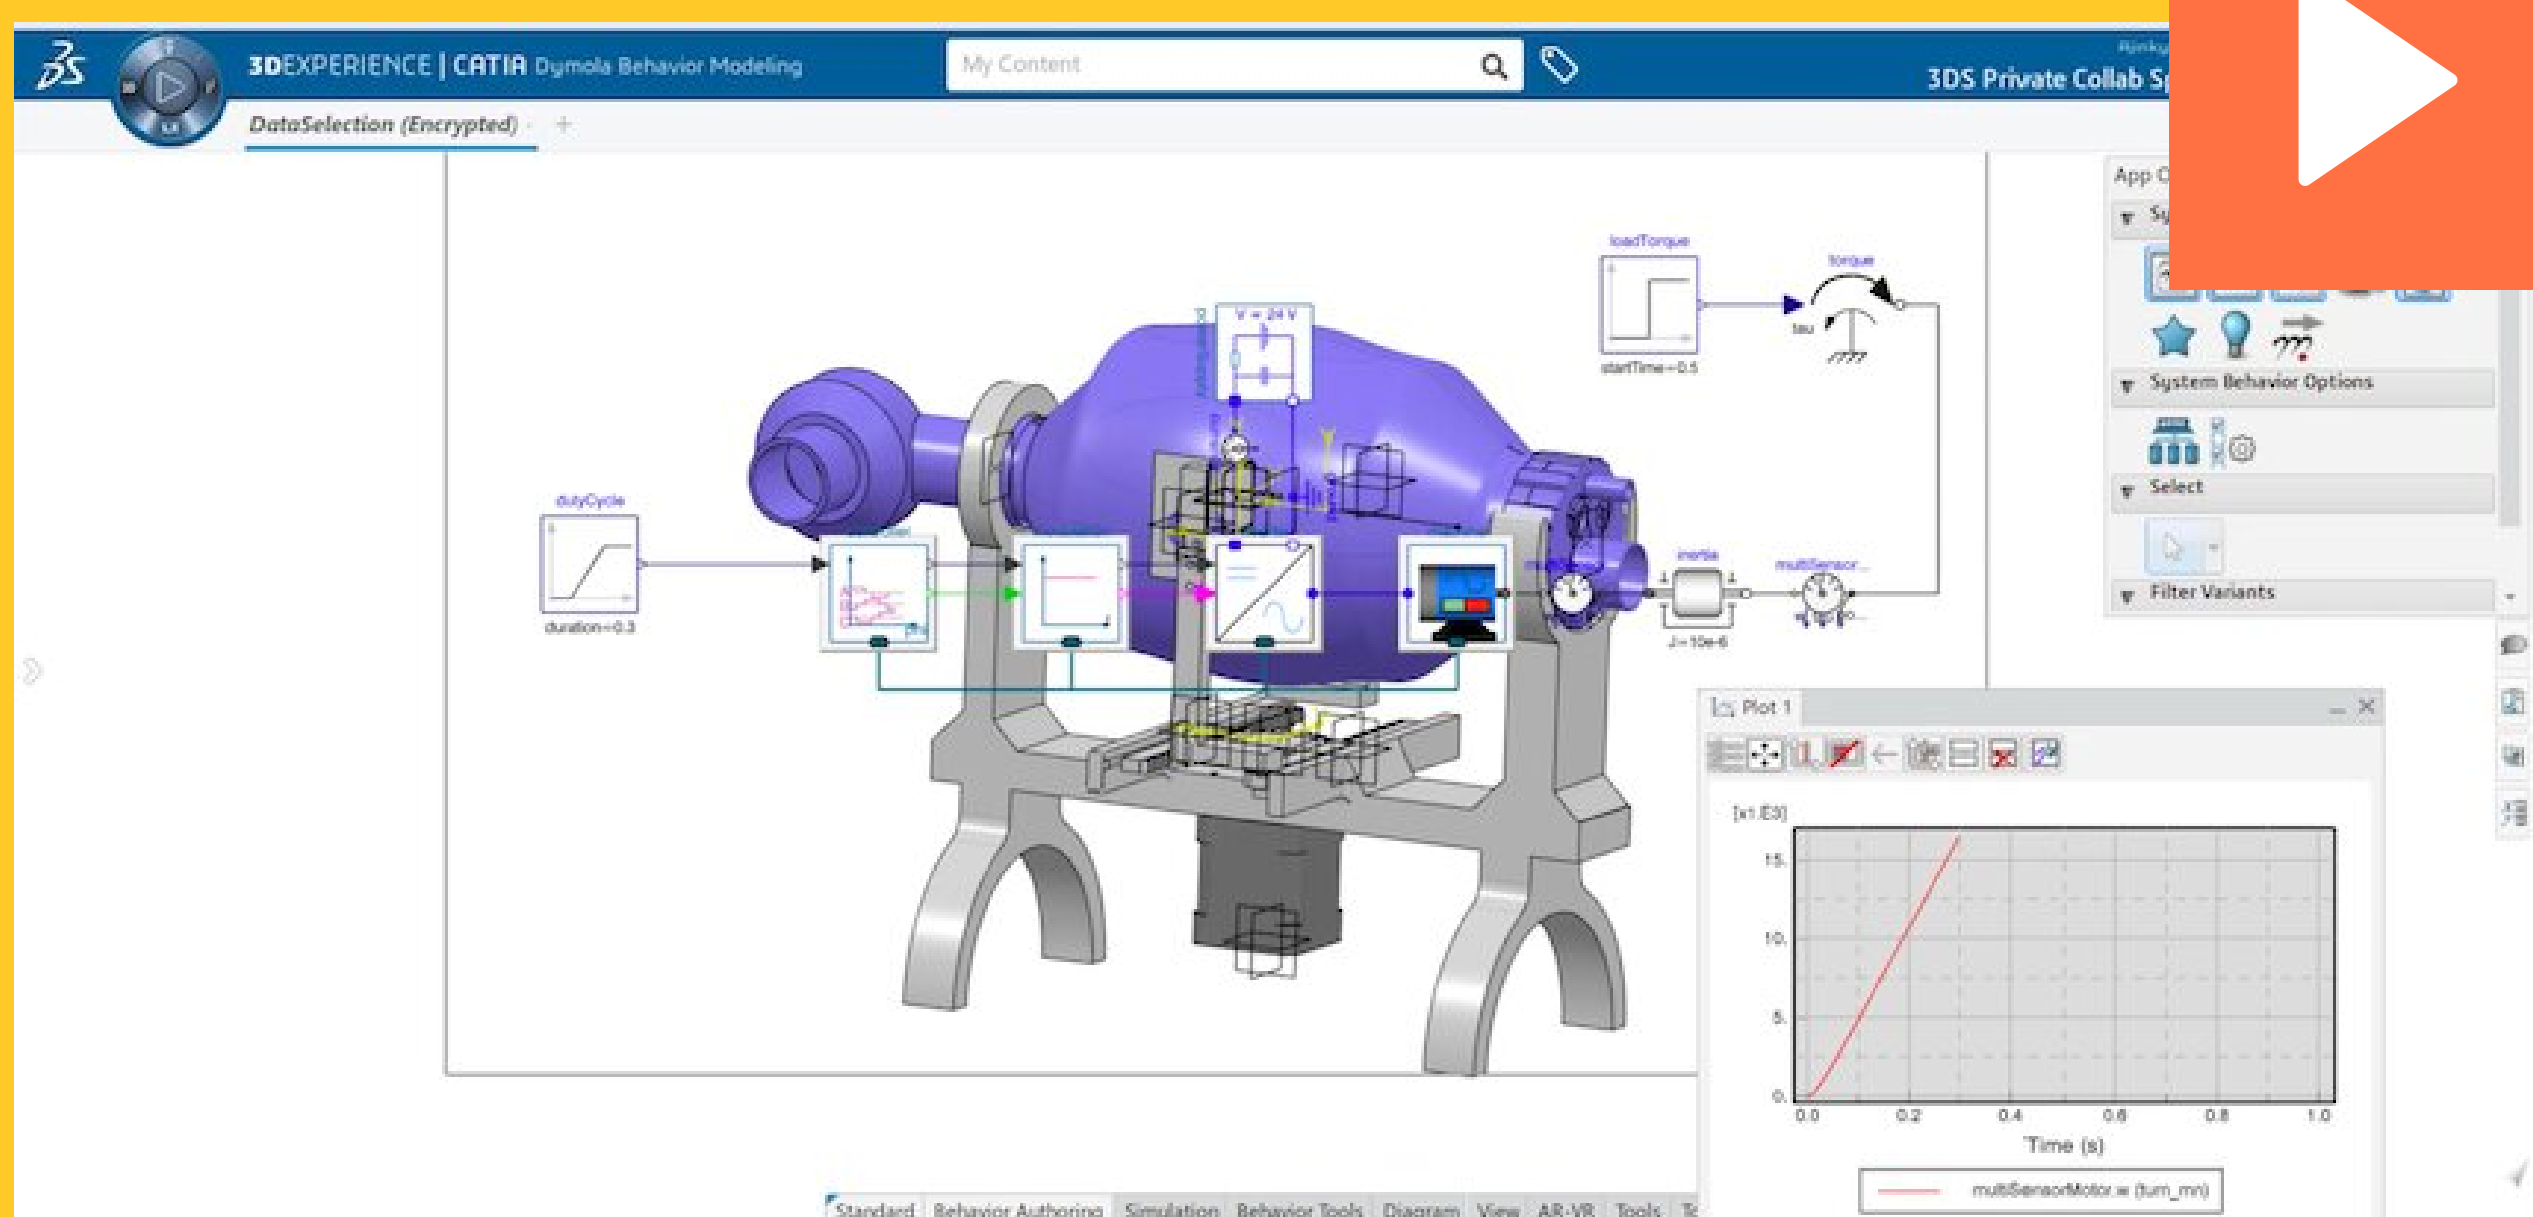 3DEXPERIENCE | CATIA Dymola Behavior Modeling
My Content
3DS Private Collab
DataSelection (Encrypted)
+
App
loadTorque
torque
tau
startTime=0.5
V = 24 V
System Behavior Options
Select
Filter Variants
dutyCycle
duration=0.3
inertia
J=10e-6
multiSensor...
Plot 1
[x1.E3]
15.
10.
5.
0.
0.0 0.2 0.4 0.6 0.8 1.0
Time (s)
multiSensorMotor.w (turn_mn)
Standard Behavior Authoring Simulation Behavior Tools Diagram View AR-VR Tools